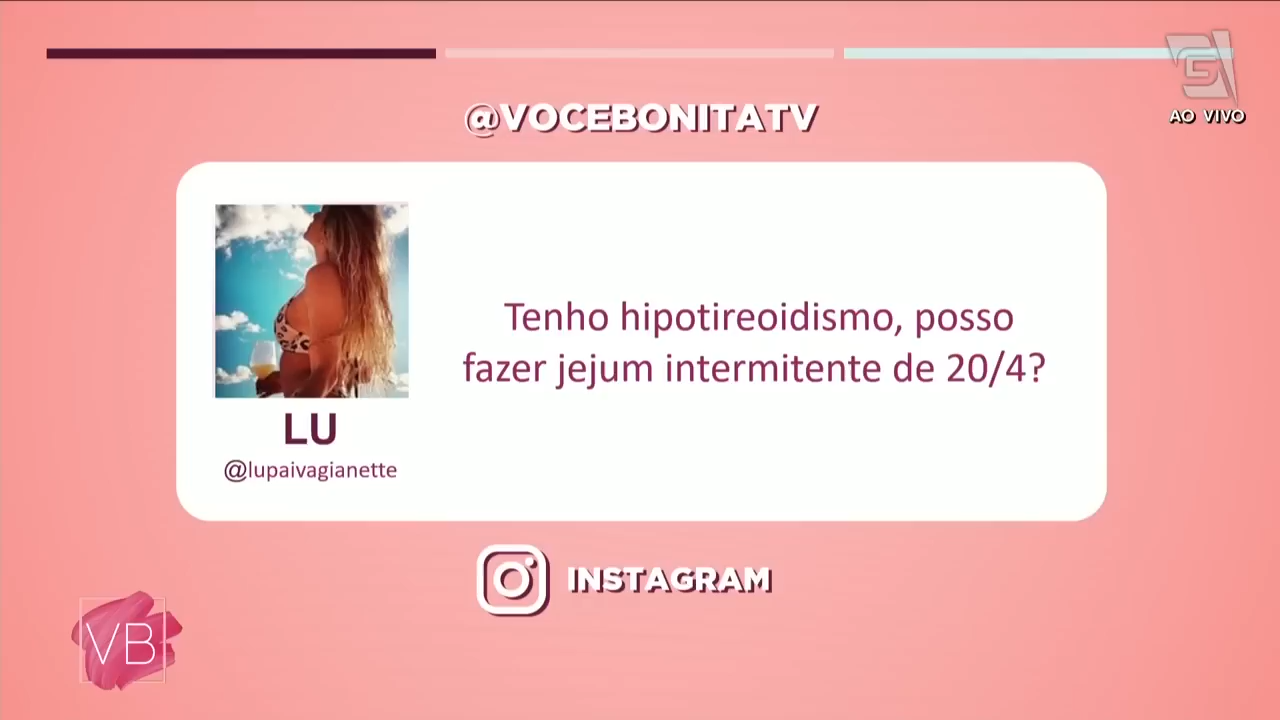 @VOCEBONITATV
AO VIVO
Tenho hipotireoidismo, posso
fazer jejum intermitente de 20/4?
LU
@lupaivagianette
INSTAGRAM
VB